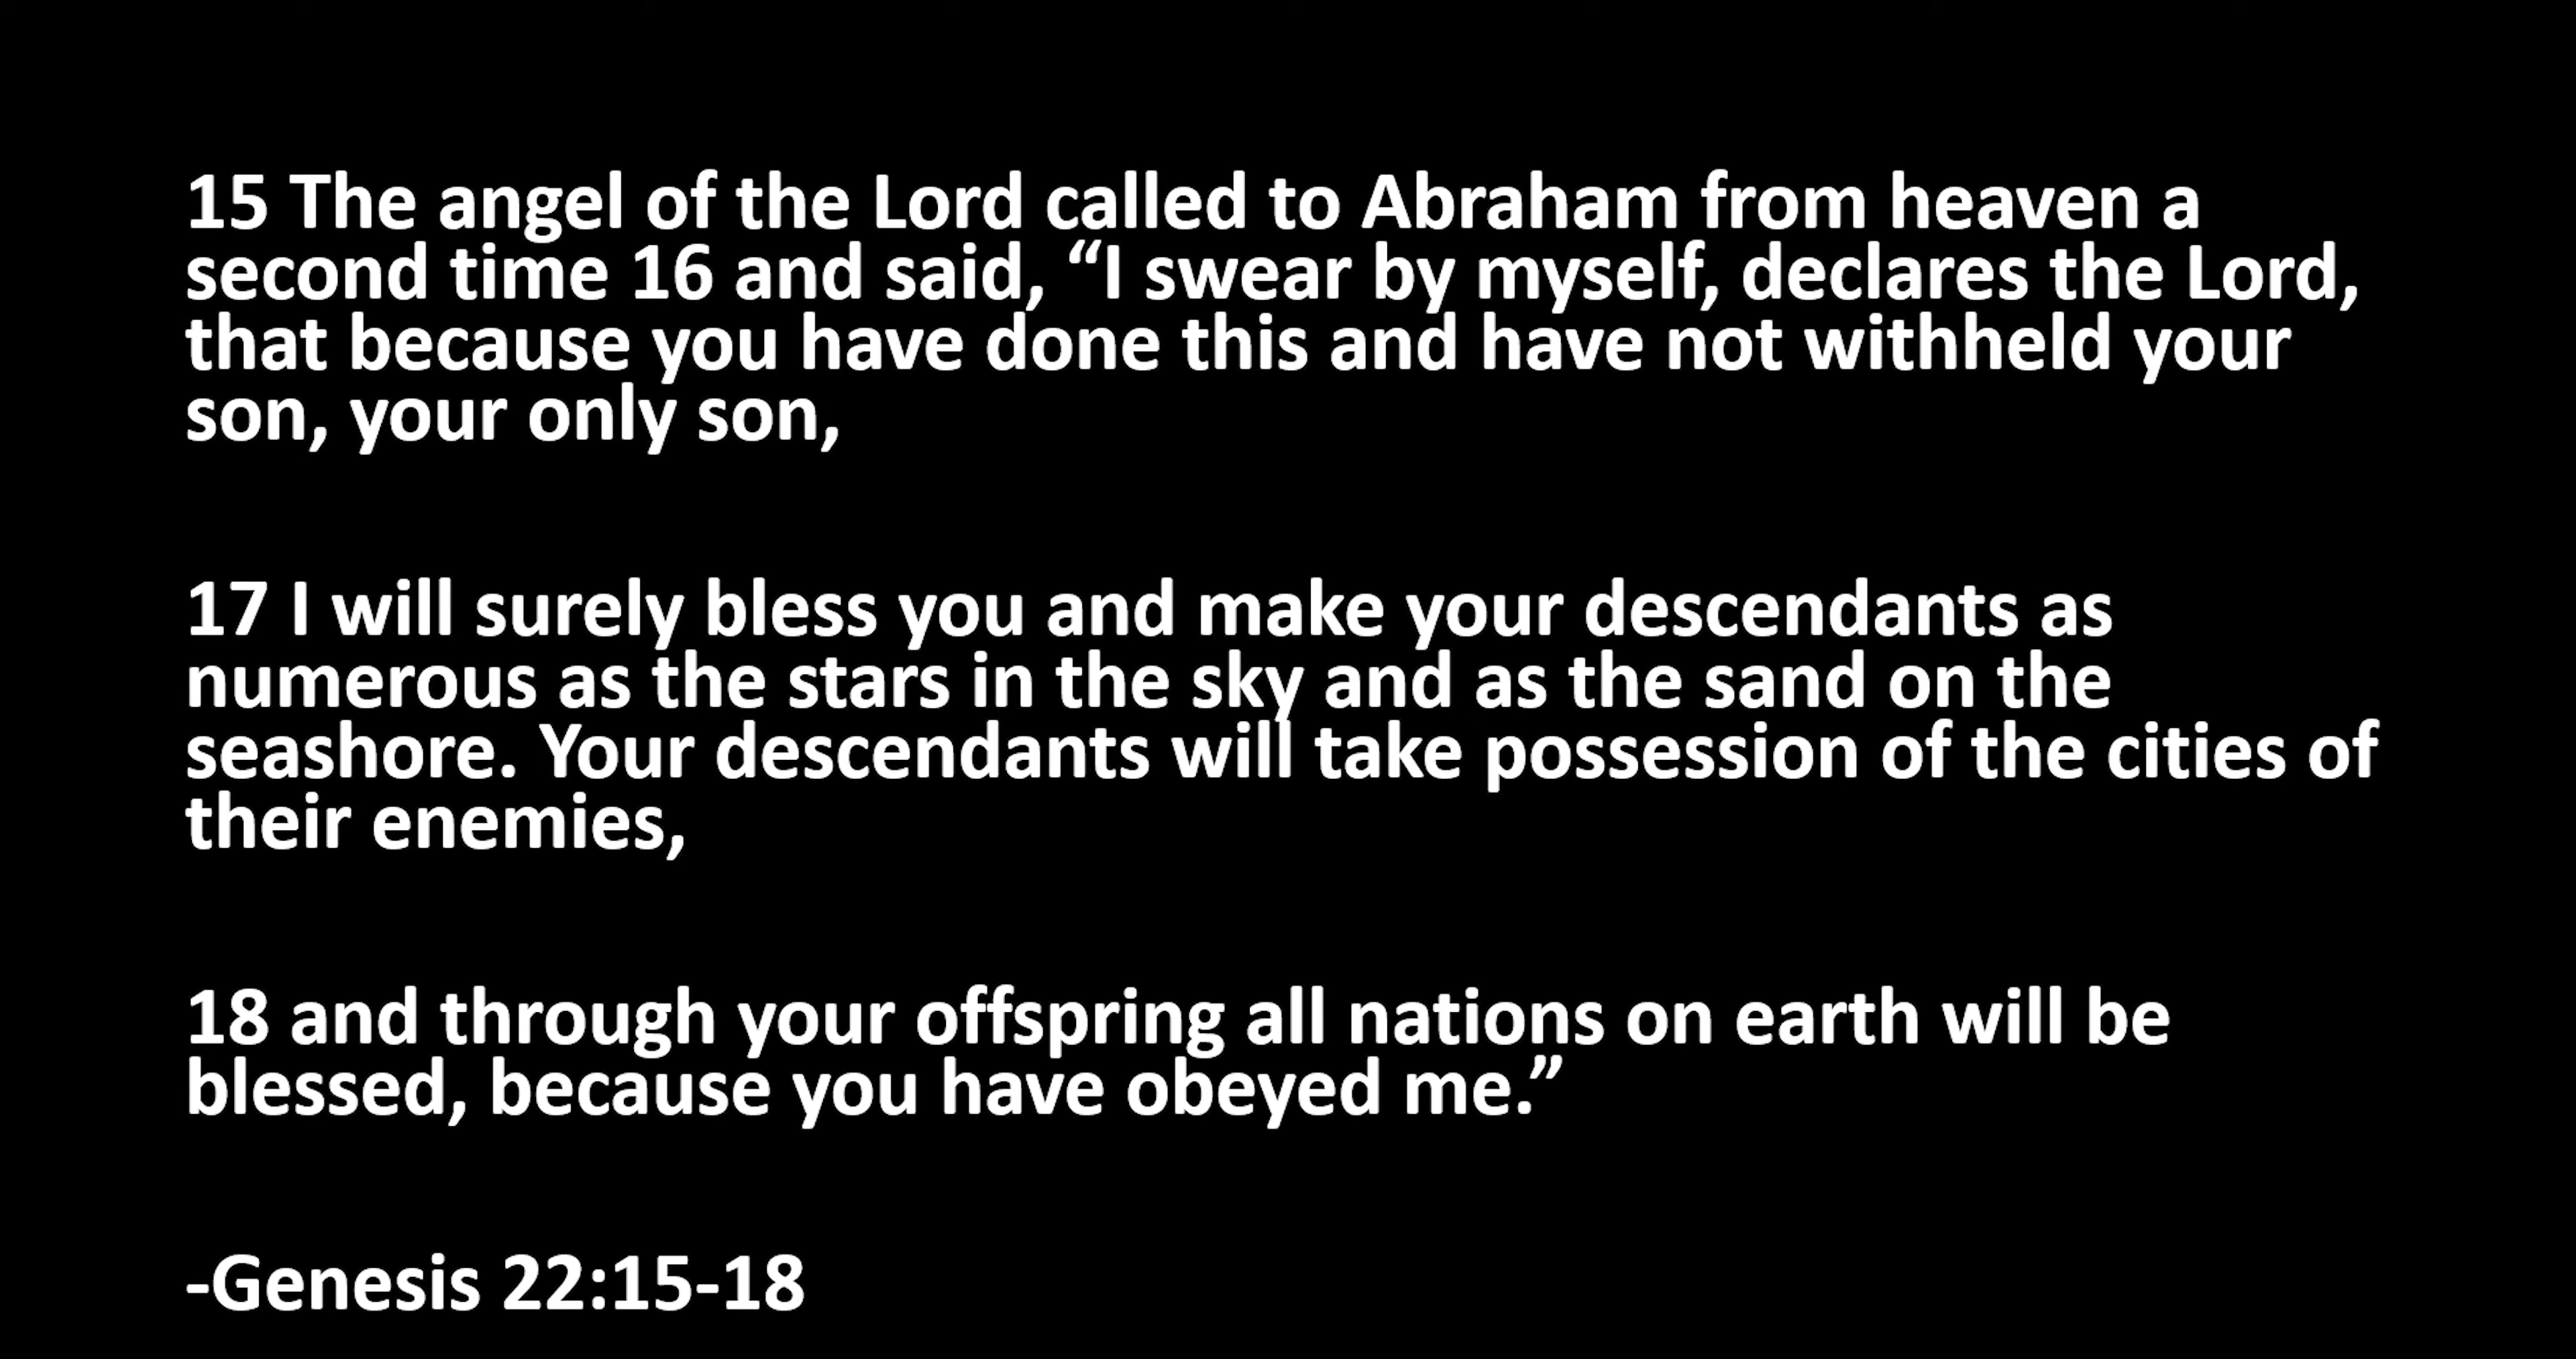 15 The angel of the Lord called to Abraham from heaven a
second time 16 and said, “I swear by myself, declares the Lord,
that because you have done this and have not withheld your
son, your only son,
17 I will surely bless you and make your descendants as
numerous as the stars in the sky and as the sand on the
seashore. Your descendants will take possession of the cities of
their enemies,
18 and through your offspring all nations on earth will be
blessed, because you have obeyed me.”
-Genesis 22:15-18